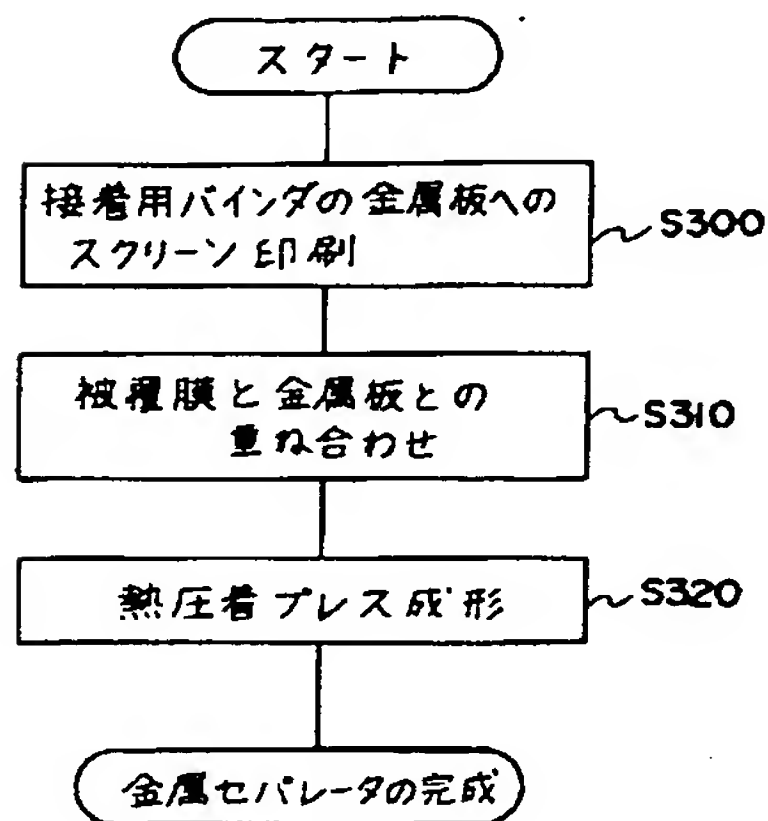 スタート
接着用バインダの金属板への
スクリーン印刷
S300
被覆膜と金属板との
重ね合わせ
S310
熱圧着プレス成形
S320
金属セパレータの完成